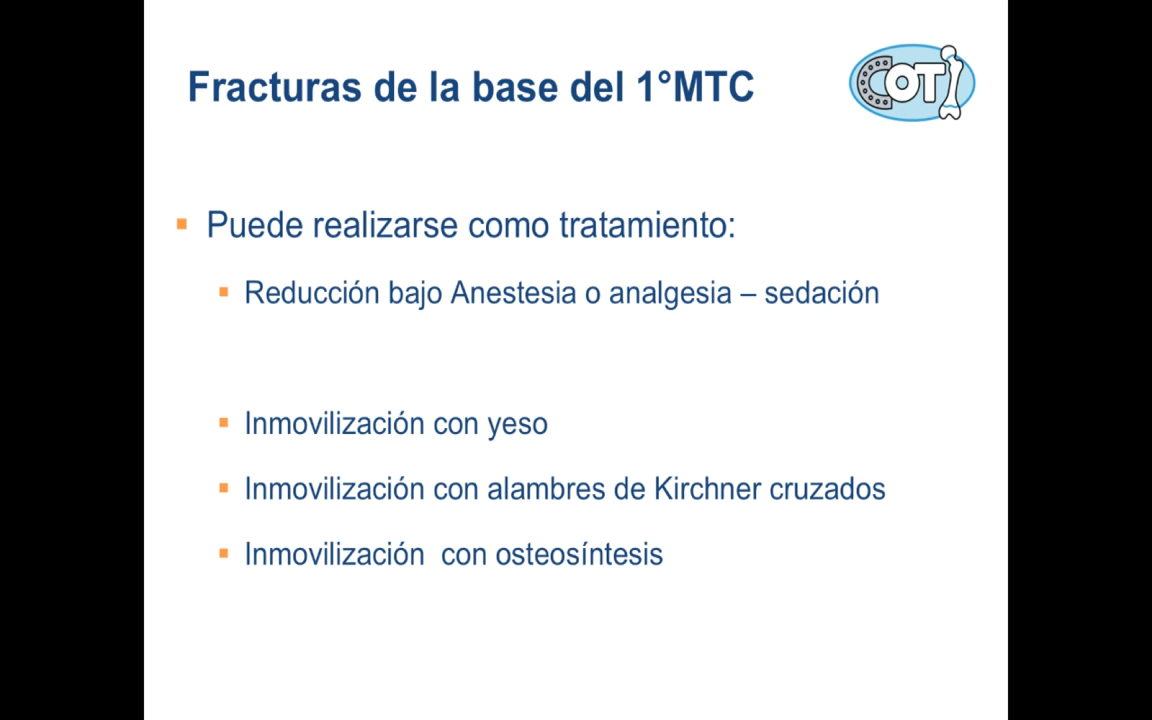 Fracturas de la base del 1°MTC
COTI
Puede realizarse como tratamiento:
Reducción bajo Anestesia o analgesia – sedación
Inmovilización con yeso
Inmovilización con alambres de Kirchner cruzados
Inmovilización con osteosíntesis